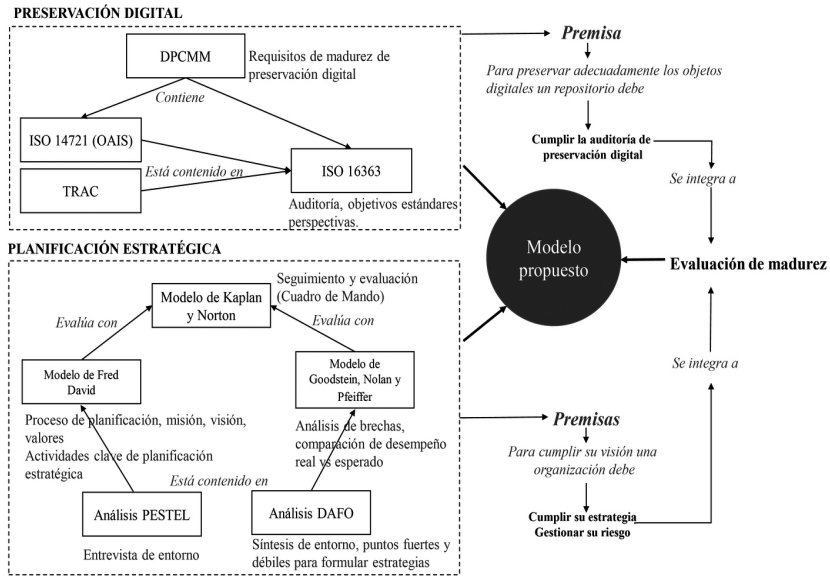 PRESERVACIÓN DIGITAL
DPCMM
Requisitos de madurez de
preservación digital
Contiene
ISO 14721 (OAIS)
Está contenido en
TRAC
ISO 16363
Auditoría, objetivos estándares
perspectivas.
Premisa
Para preservar adecuadamente los objetos
digitales un repositorio debe
Cumplir la auditoría de
preservación digital
Se integra a
Modelo
propuesto
Evaluación de madurez
PLANIFICACIÓN ESTRATÉGICA
Modelo de Kaplan
y Norton
Seguimiento y evaluación
(Cuadro de Mando)
Evalúa con
Evalúa con
Modelo de Fred
David
Modelo de
Goodstein, Nolan y
Pfeiffer
Proceso de planificación, misión, visión,
valores
Actividades clave de planificación
estratégica
Análisis de brechas,
comparación de desempeño
real vs esperado
Está contenido en
Análisis PESTEL
Análisis DAFO
Entrevista de entorno
Síntesis de entorno, puntos fuertes y
débiles para formular estrategias
Se integra a
Premisas
Para cumplir su visión una
organización debe
Cumplir su estrategia
Gestionar su riesgo